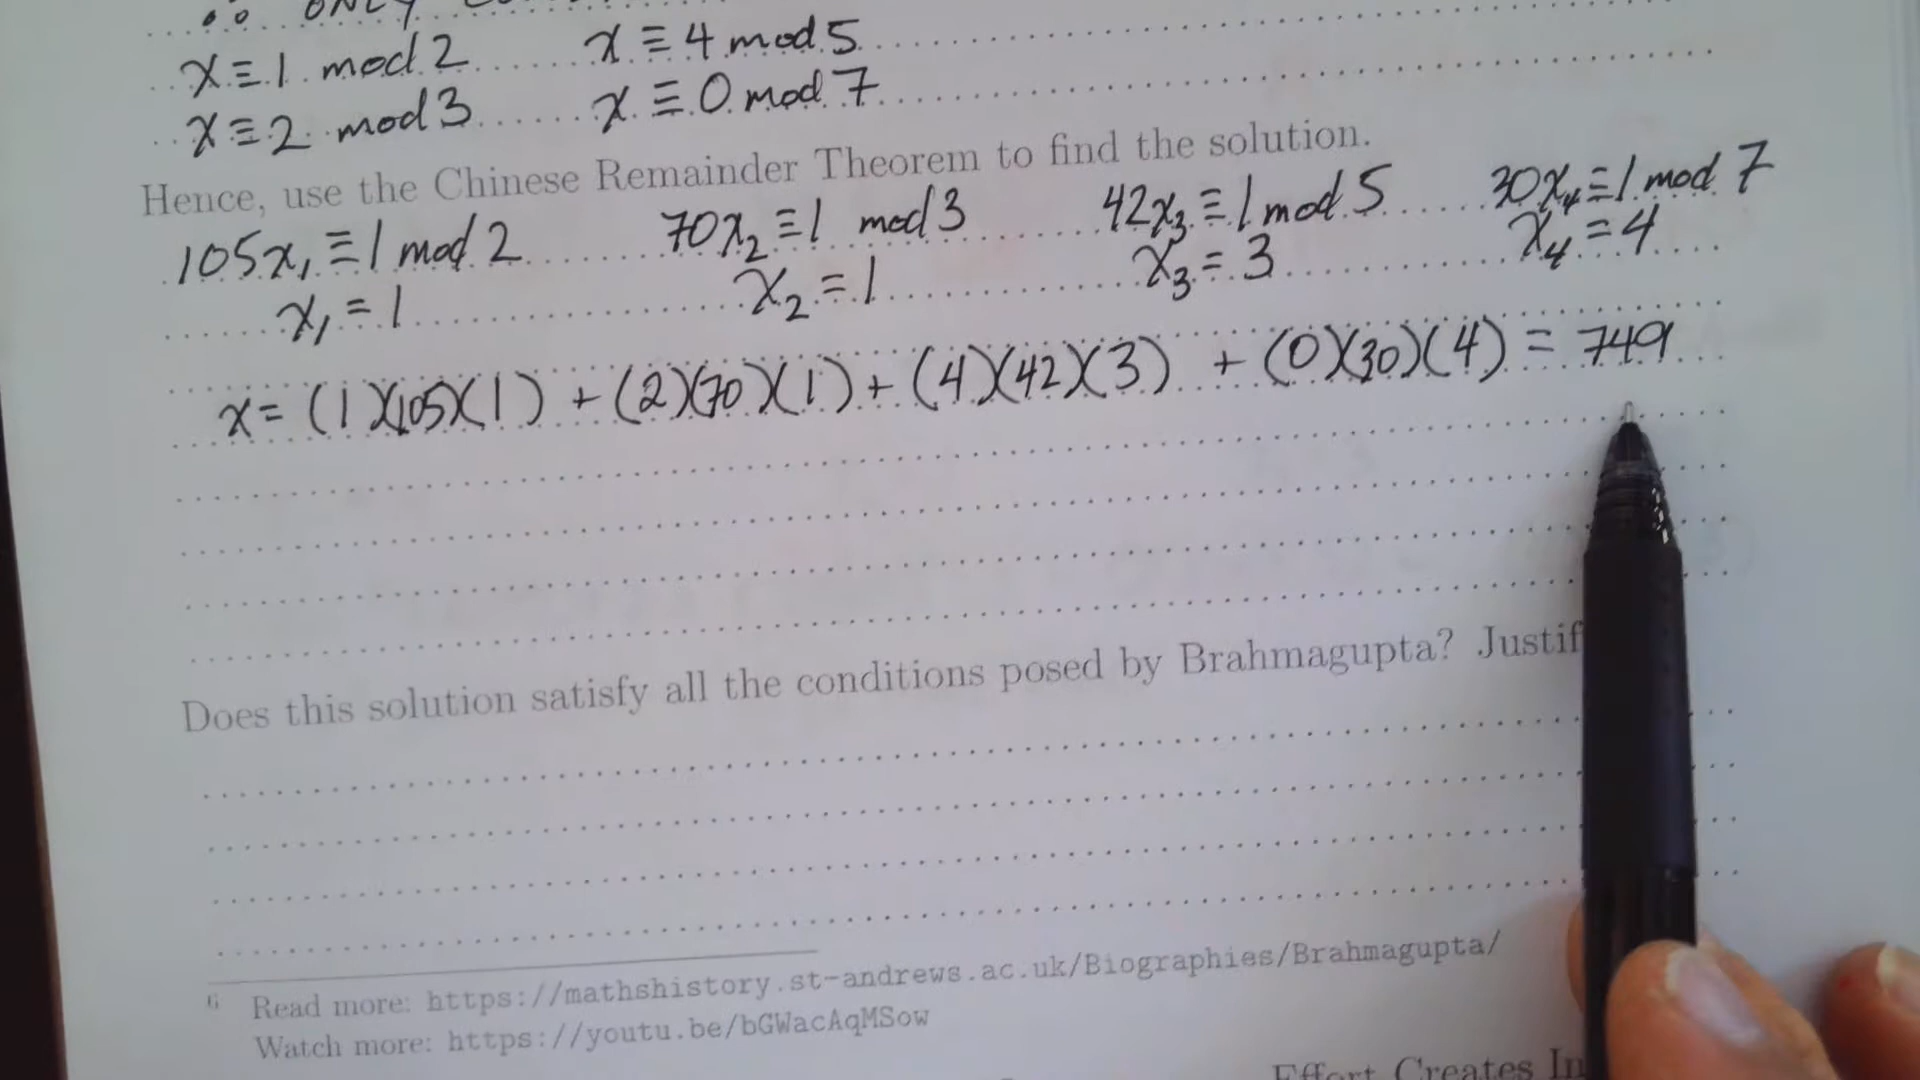 ∴ ONLY
x ≡ 1 mod 2 x ≡ 4 mod 5
x ≡ 2 mod 3 x ≡ 0 mod 7
Hence, use the Chinese Remainder Theorem to find the solution.
105x₁ ≡ 1 mod 2 70x₂ ≡ 1 mod 3 42x₃ ≡ 1 mod 5 30x₄ ≡ 1 mod 7
x₁ = 1 x₂ = 1 x₃ = 3 x₄ = 4
x = (1)(105)(1) + (2)(70)(1) + (4)(42)(3) + (0)(30)(4) = 749
Does this solution satisfy all the conditions posed by Brahmagupta? Justif
6 Read more: https://mathshistory.st-andrews.ac.uk/Biographies/Brahmagupta/
Watch more: https://youtu.be/bGWacAqMSow
Effort Creates In